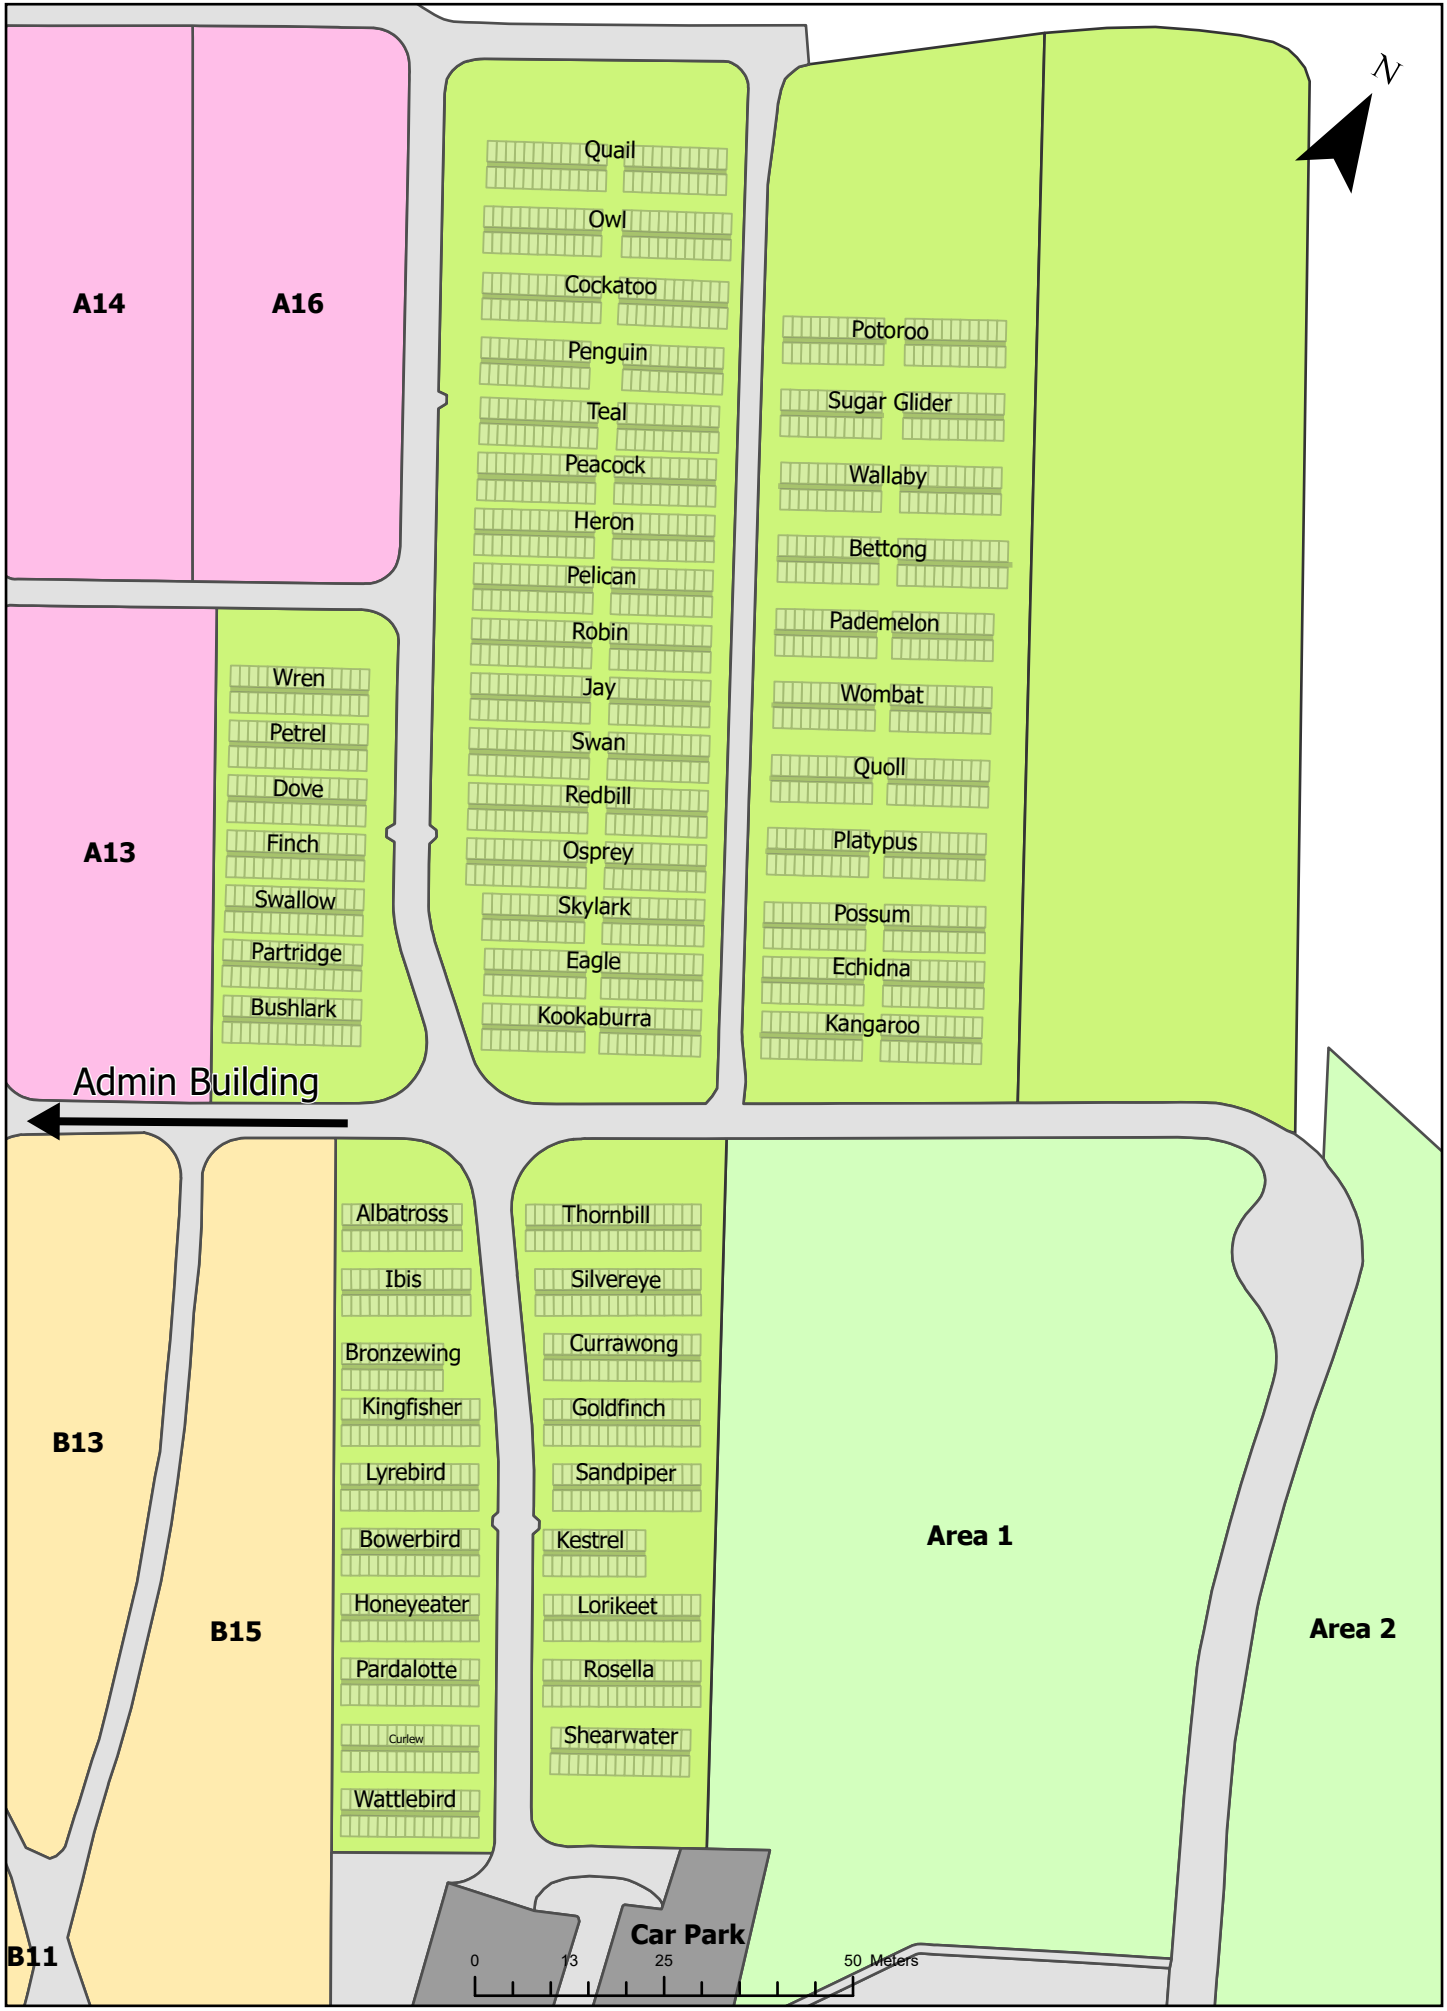 N
Quail
Owl
Cockatoo
A14
A16
Potoroo
Penguin
Sugar Glider
Teal
Peacock
Wallaby
Heron
Bettong
Pelican
Pademelon
Robin
Wren
Jay
Wombat
Petrel
Swan
Quoll
Dove
Redbill
Finch
Platypus
A13
Osprey
Swallow
Skylark
Possum
Partridge
Eagle
Echidna
Bushlark
Kookaburra
Kangaroo
Admin Building
Albatross
Thornbill
Ibis
Silvereye
Bronzewing
Currawong
Kingfisher
Goldfinch
B13
Lyrebird
Sandpiper
Bowerbird
Kestrel
Area 1
Honeyeater
Lorikeet
B15
Area 2
Pardalotte
Rosella
Curlew
Shearwater
Wattlebird
Car Park
B11
0 13 25 50 Meters